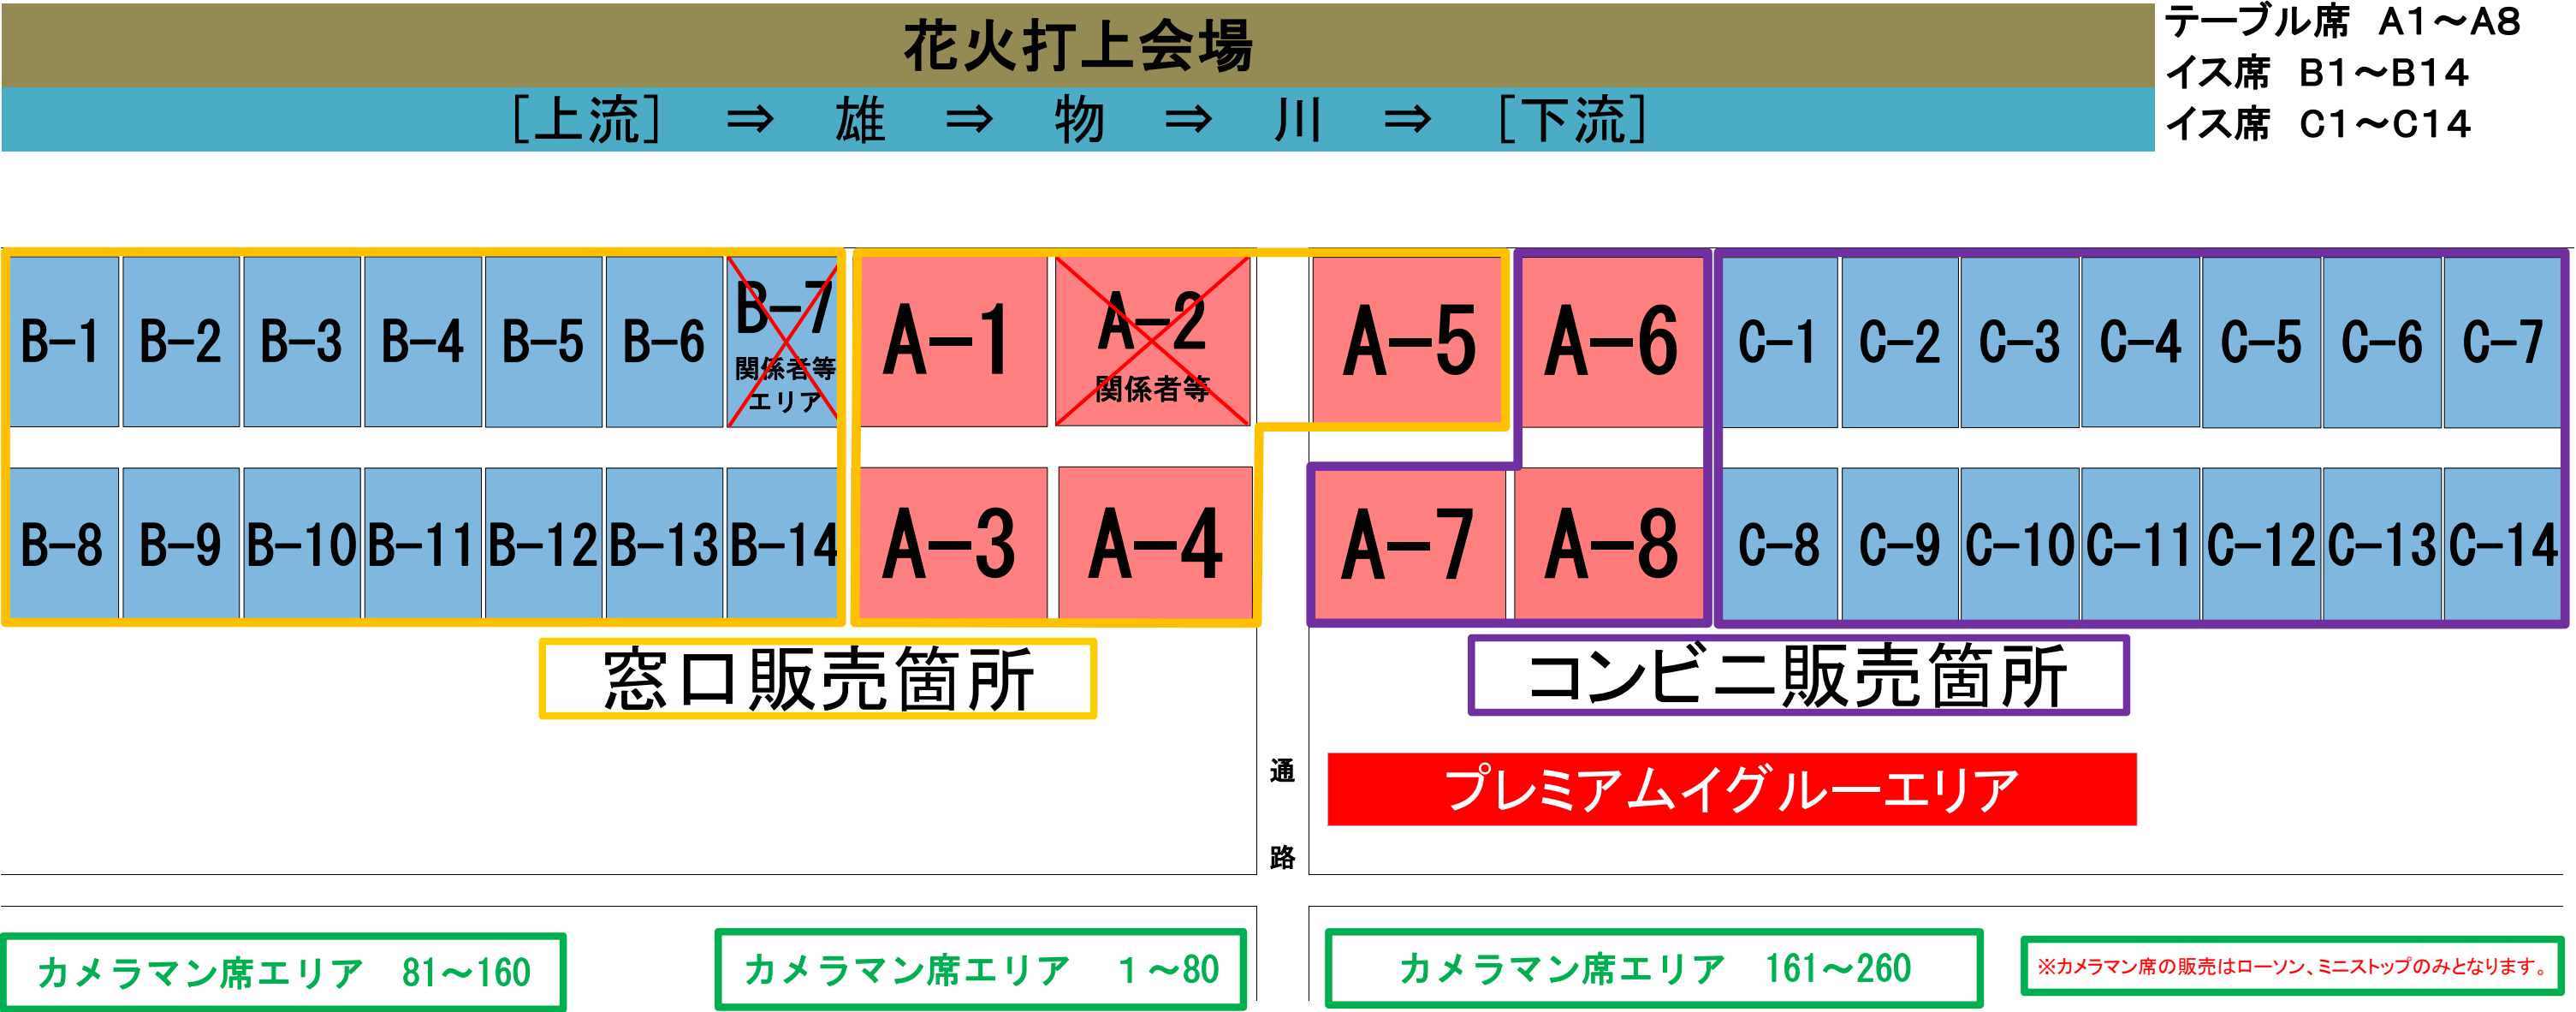 花火打上会場
[上流] ⇒ 雄 ⇒ 物 ⇒ 川 ⇒ [下流]
テーブル席 A1～A8
イス席 B1～B14
イス席 C1～C14
B-1 B-2 B-3 B-4 B-5 B-6 B-7 A-1 A-2 A-5 A-6 C-1 C-2 C-3 C-4 C-5 C-6 C-7
関係者等
エリア
関係者等
B-8 B-9 B-10 B-11 B-12 B-13 B-14 A-3 A-4 A-7 A-8 C-8 C-9 C-10 C-11 C-12 C-13 C-14
窓口販売箇所
コンビニ販売箇所
通路
プレミアムイグルーエリア
カメラマン席エリア 81～160
カメラマン席エリア 1～80
カメラマン席エリア 161～260
※カメラマン席の販売はローソン、ミニストップのみとなります。